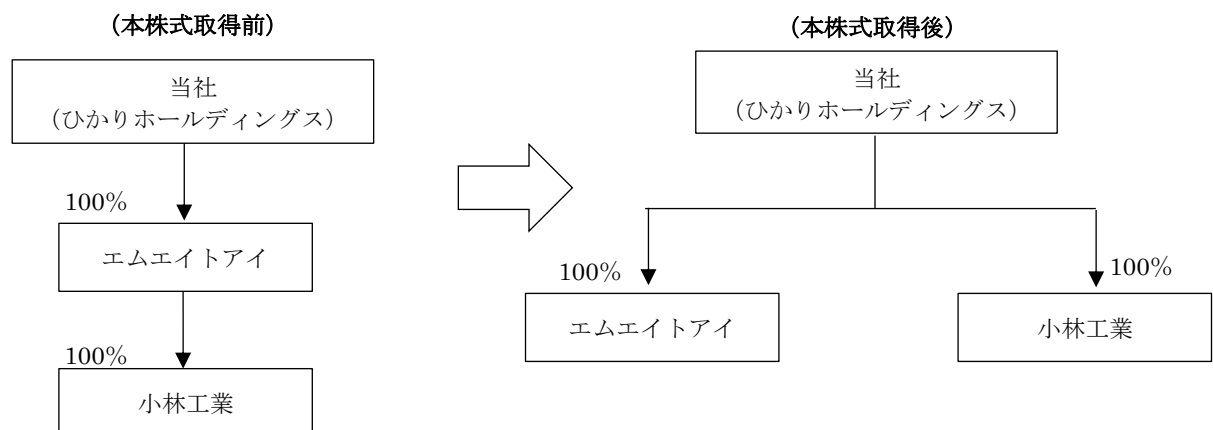 （本株式取得前）
当社
（ひかりホールディングス）
100%
エムエイトアイ
100%
小林工業
（本株式取得後）
当社
（ひかりホールディングス）
100%
エムエイトアイ
100%
小林工業